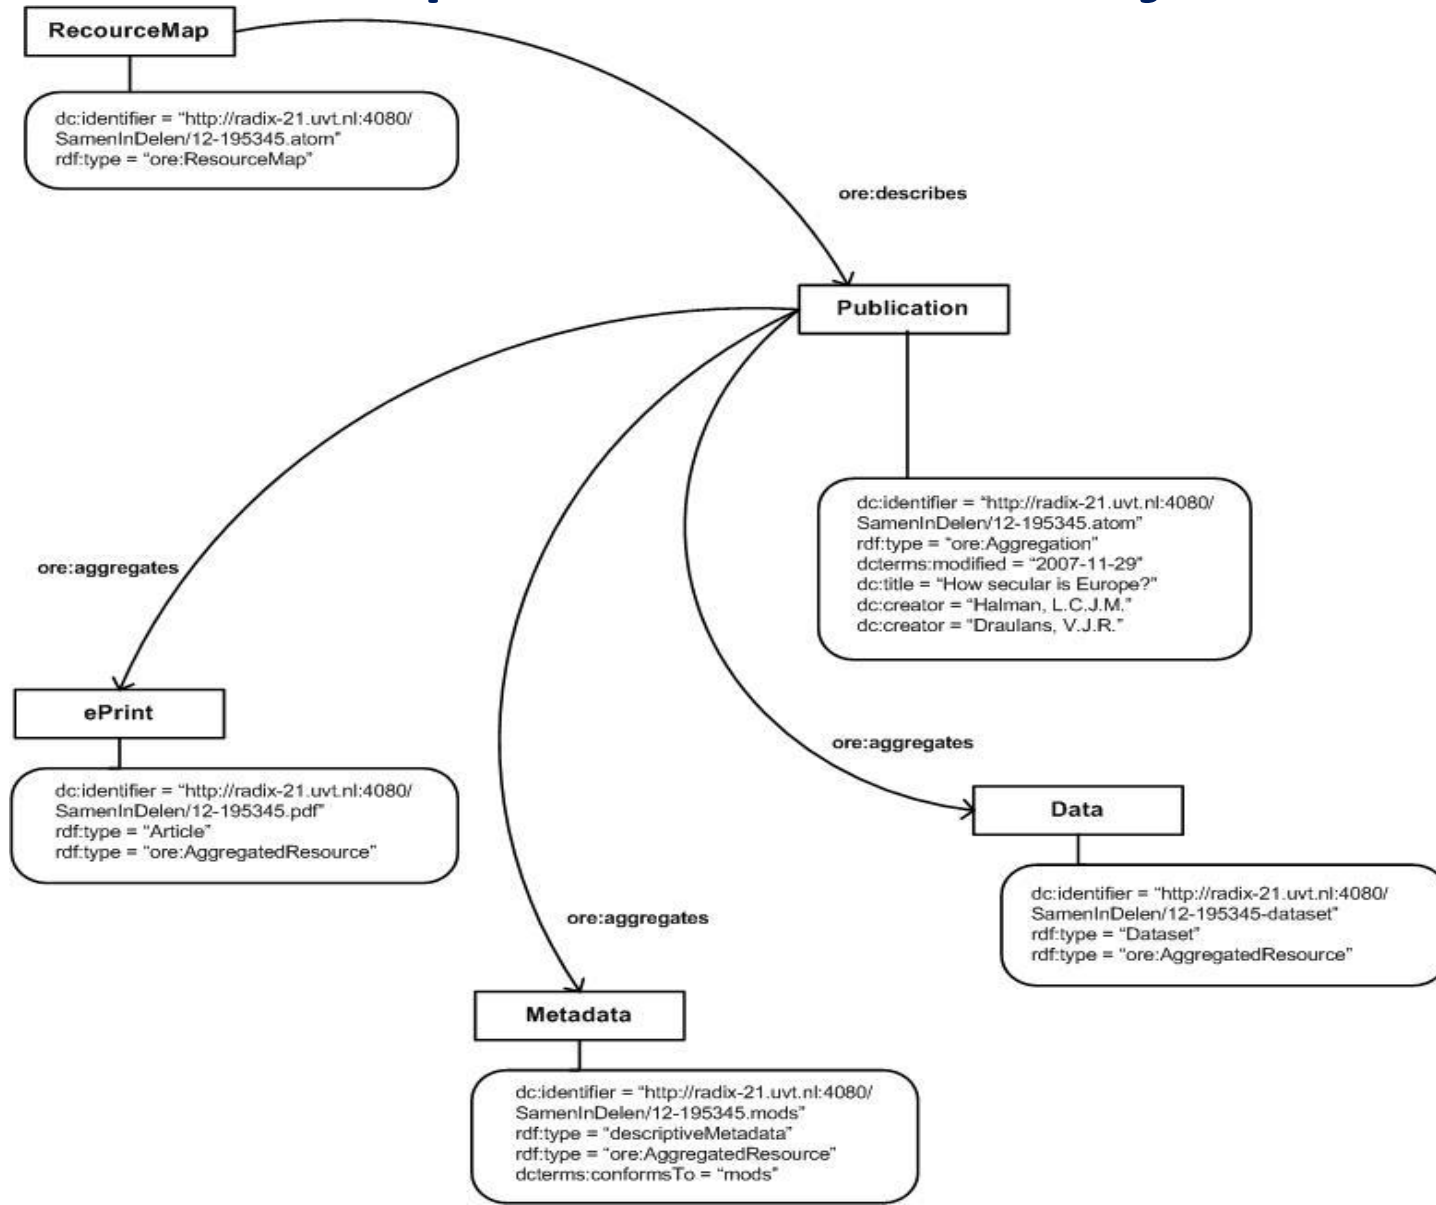 RecourceMap
dc:identifier = “http://radix-21.uvt.nl:4080/
SamenInDelen/12-195345.atom”
rdf:type = “ore:ResourceMap”
ore:describes
Publication
dc:identifier = “http://radix-21.uvt.nl:4080/
SamenInDelen/12-195345.atom”
rdf:type = “ore:Aggregation”
dcterms:modified = “2007-11-29”
dc:title = “How secular is Europe?”
dc:creator = “Halman, L.C.J.M.”
dc:creator = “Draulans, V.J.R.”
ore:aggregates
ePrint
dc:identifier = “http://radix-21.uvt.nl:4080/
SamenInDelen/12-195345.pdf”
rdf:type = “Article”
rdf:type = “ore:AggregatedResource”
ore:aggregates
Data
dc:identifier = “http://radix-21.uvt.nl:4080/
SamenInDelen/12-195345-dataset”
rdf:type = “Dataset”
rdf:type = “ore:AggregatedResource”
ore:aggregates
Metadata
dc:identifier = “http://radix-21.uvt.nl:4080/
SamenInDelen/12-195345.mods”
rdf:type = “descriptiveMetadata”
rdf:type = “ore:AggregatedResource”
dcterms:conformsTo = “mods”